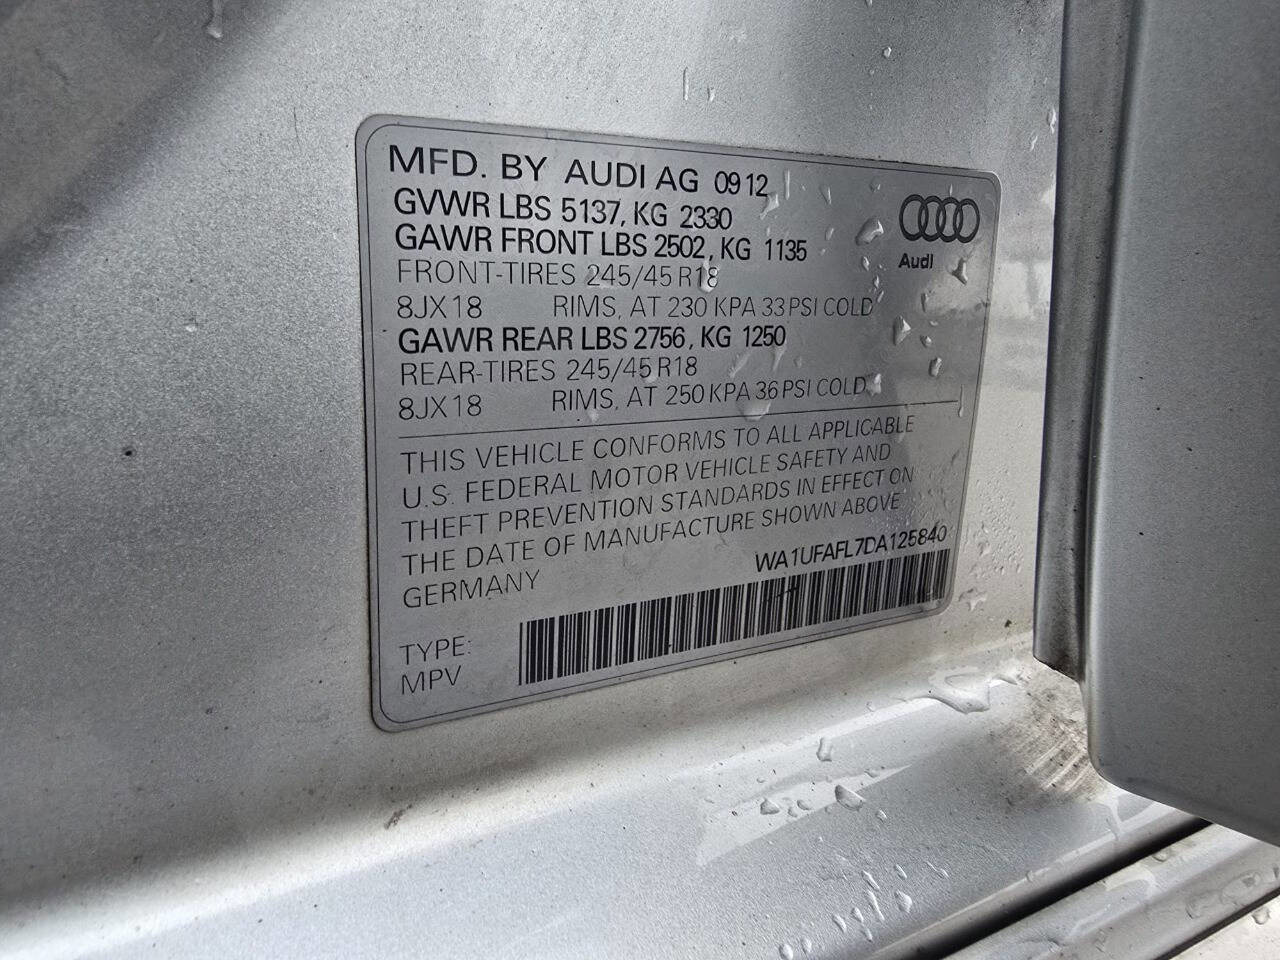 MFD. BY AUDI AG 09 12
GVWR LBS 5137, KG 2330
GAWR FRONT LBS 2502, KG 1135
FRONT-TIRES 245/45 R18
8JX18 RIMS, AT 230 KPA 33 PSI COLD
GAWR REAR LBS 2756, KG 1250
REAR-TIRES 245/45 R18
8JX18 RIMS, AT 250 KPA 36 PSI COLD
Audi
THIS VEHICLE CONFORMS TO ALL APPLICABLE
U.S. FEDERAL MOTOR VEHICLE SAFETY AND
THEFT PREVENTION STANDARDS IN EFFECT ON
THE DATE OF MANUFACTURE SHOWN ABOVE
GERMANY
WA1UFAFL7DA125840
TYPE:
MPV